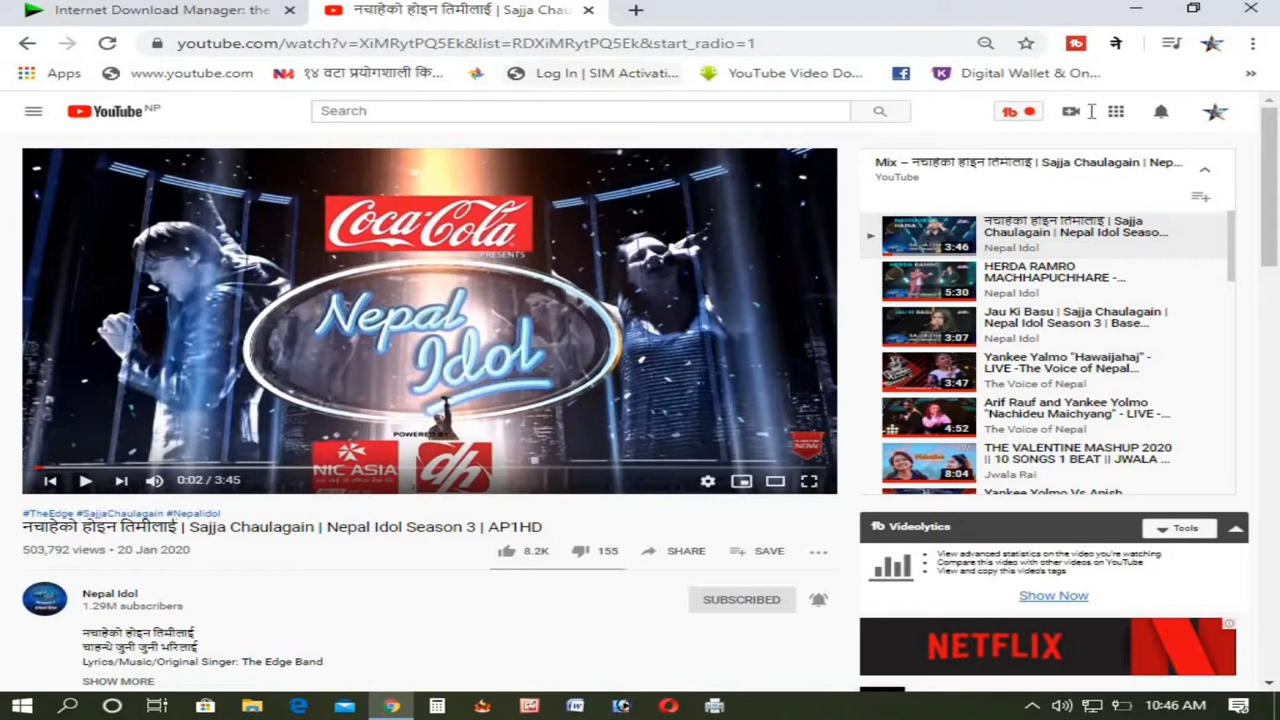 Internet Download Manager: the
नचाहेको होइन तिमीलाई | Sajja Chau
youtube.com/watch?v=XiMRytPQ5Ek&list=RDXiMRytPQ5Ek&start_radio=1
ने
Apps
www.youtube.com
१४ वटा प्रयोगशाली कि...
Log In | SIM Activati...
YouTube Video Do...
Digital Wallet & On...
YouTube NP
Search
Coca-Cola
PRESENTS
Nepal
Idol
POWERED BY
NIC ASIA
dh
NOW
0:02 / 3:45
#TheEdge #SajjaChaulagain #Nepalidol
नचाहेको होइन तिमीलाई | Sajja Chaulagain | Nepal Idol Season 3 | AP1HD
503,792 views • 20 Jan 2020
8.2K
155
SHARE
SAVE
Nepal Idol
1.29M subscribers
SUBSCRIBED
नचाहेको होइन तिमीलाई
चाहन्थे जुनी जुनी भरिलाई
Lyrics/Music/Original Singer: The Edge Band
SHOW MORE
Mix – नचाहेको होइन तिमीलाई | Sajja Chaulagain | Nep...
YouTube
नचाहेको होइन तिमीलाई | Sajja
Chaulagain | Nepal Idol Seaso...
Nepal Idol
3:46
HERDA RAMRO
MACHHAPUCHHARE -...
Nepal Idol
5:30
Jau Ki Basu | Sajja Chaulagain |
Nepal Idol Season 3 | Base...
Nepal Idol
3:07
Yankee Yalmo "Hawaijahaj" -
LIVE -The Voice of Nepal...
The Voice of Nepal
3:47
Arif Rauf and Yankee Yolmo
"Nachideu Maichyang" - LIVE -...
The Voice of Nepal
4:52
THE VALENTINE MASHUP 2020
|| 10 SONGS 1 BEAT || JWALA ...
Jwala Rai
8:04
Yankee Yolmo Vs Anish
Videolytics
Tools
View advanced statistics on the video you're watching
Compare this video with other videos on YouTube
View and copy this video's tags
Show Now
NETFLIX
N
10:46 AM